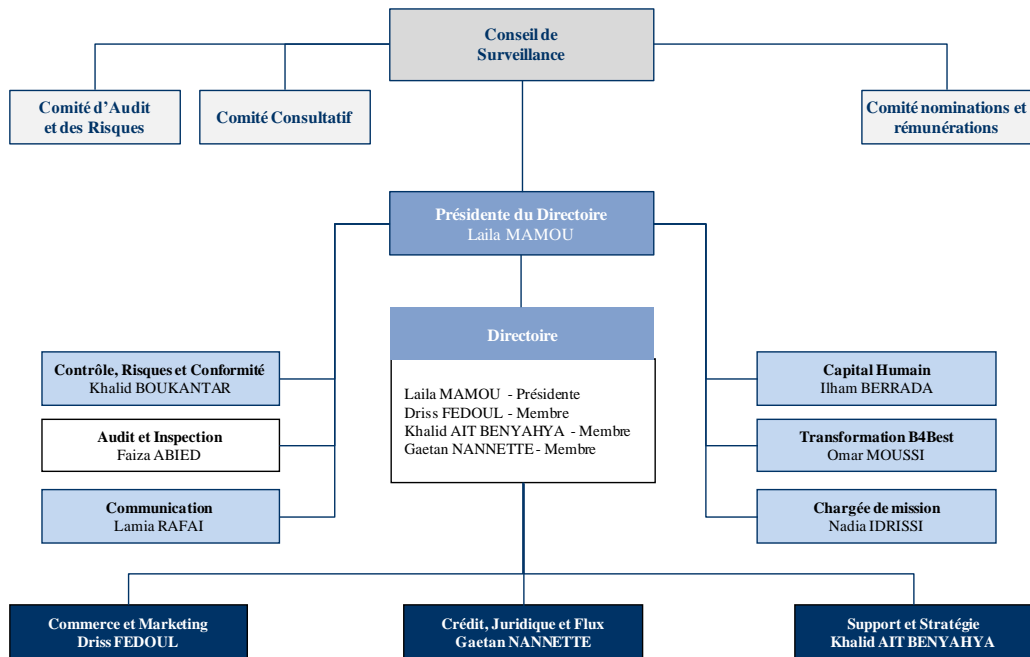 Conseil de
Surveillance
Comité d'Audit
et des Risques
Comité Consultatif
Comité nominations et
rémunérations
Présidente du Directoire
Laila MAMOU
Directoire
Laila MAMOU - Présidente
Driss FEDOUL - Membre
Khalid AIT BENYAHYA - Membre
Gaetan NANNETTE - Membre
Contrôle, Risques et Conformité
Khalid BOUKANTAR
Audit et Inspection
Faiza ABIED
Communication
Lamia RAFAI
Capital Humain
Ilham BERRADA
Transformation B4Best
Omar MOUSSI
Chargée de mission
Nadia IDRISSI
Commerce et Marketing
Driss FEDOUL
Crédit, Juridique et Flux
Gaetan NANNETTE
Support et Stratégie
Khalid AIT BENYAHYA